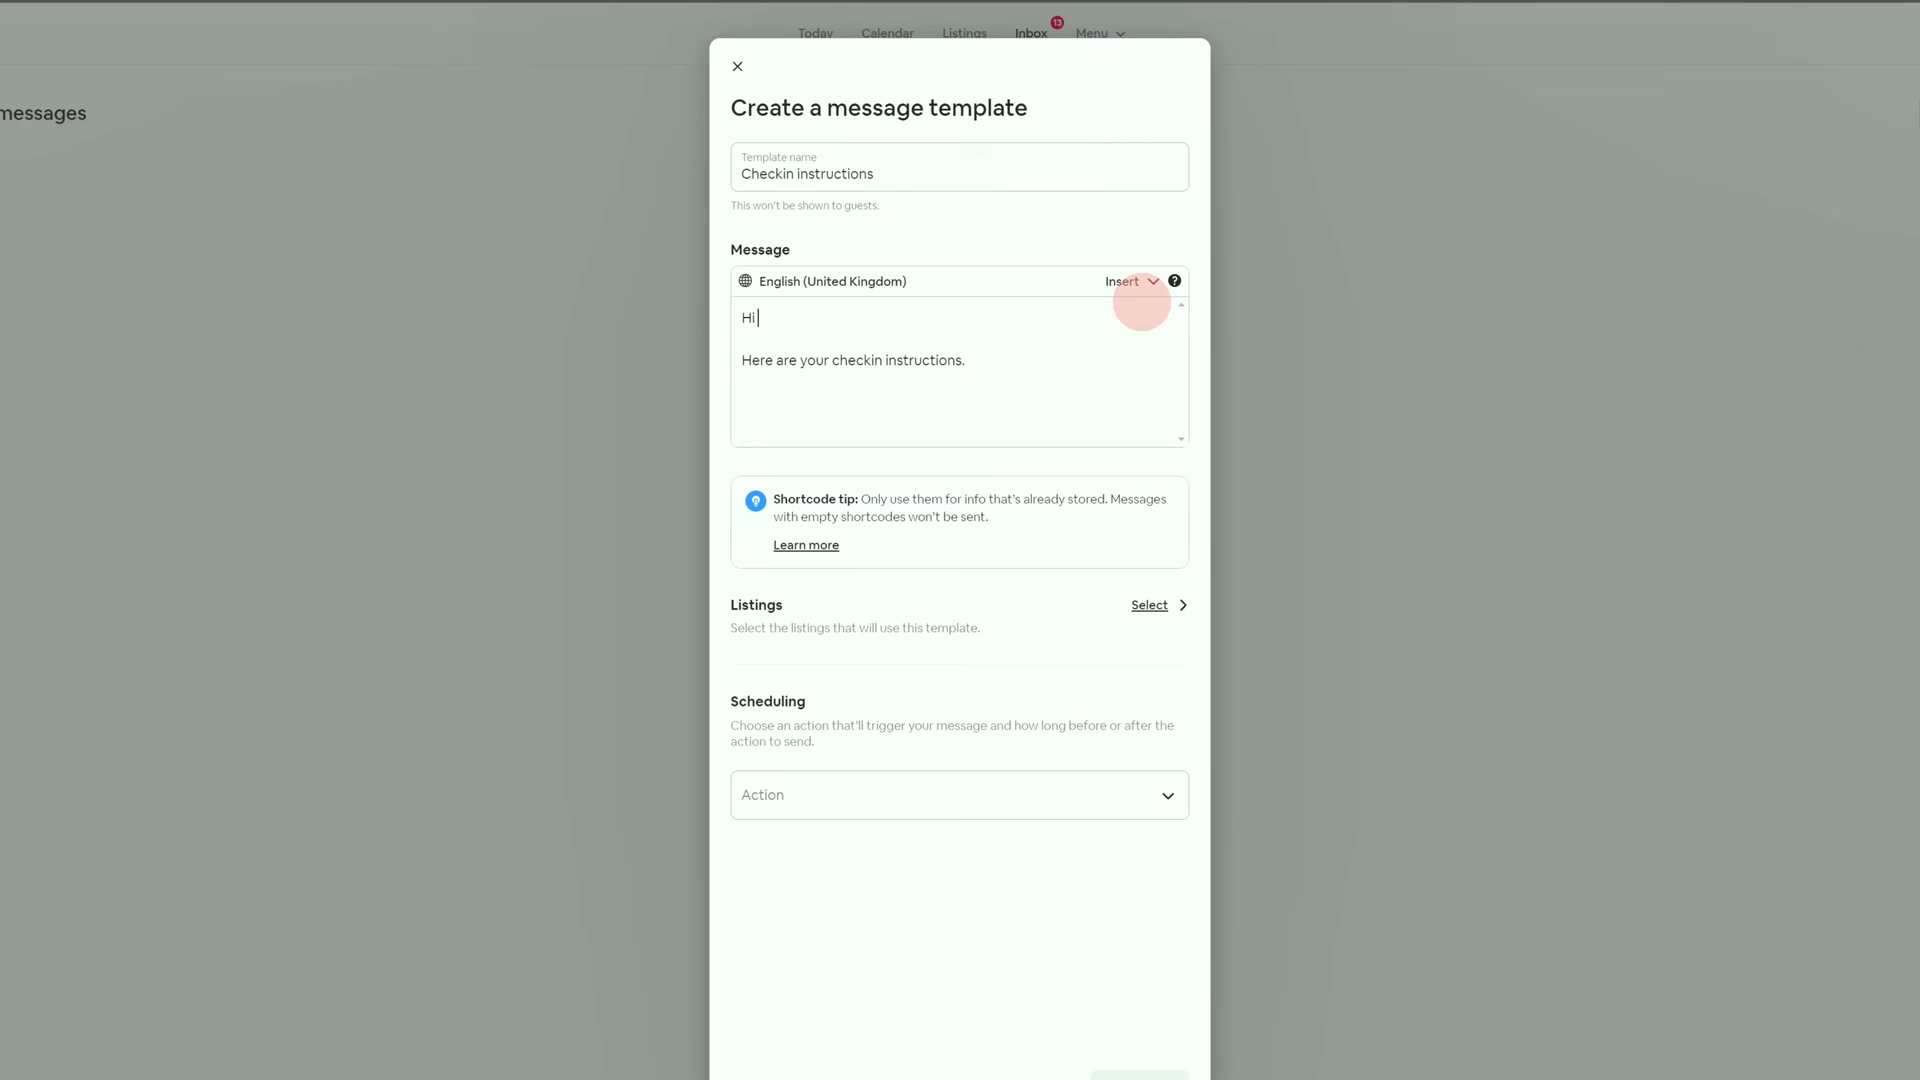 Today Calendar Listings Inbox 13 Menu
messages
Create a message template
Template name
Checkin instructions
This won't be shown to guests.
Message
English (United Kingdom) Insert ?
Hi
Here are your checkin instructions.
Shortcode tip: Only use them for info that's already stored. Messages
with empty shortcodes won't be sent.
Learn more
Listings Select
Select the listings that will use this template.
Scheduling
Choose an action that'll trigger your message and how long before or after the
action to send.
Action